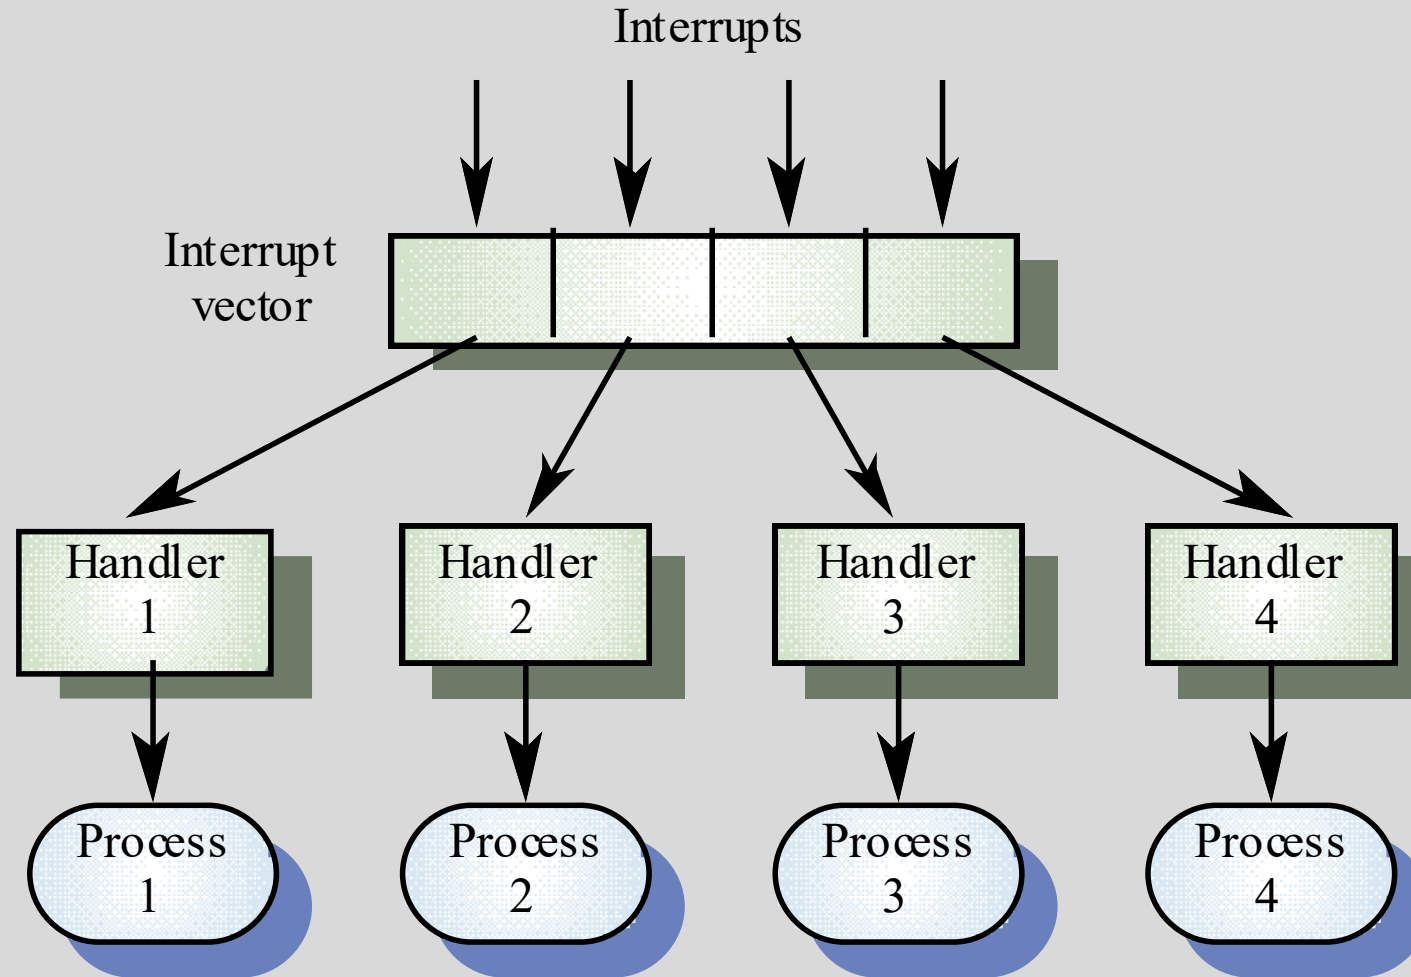 Interrupts
Interrupt
vector
Handler
1
Handler
2
Handler
3
Handler
4
Process
1
Process
2
Process
3
Process
4